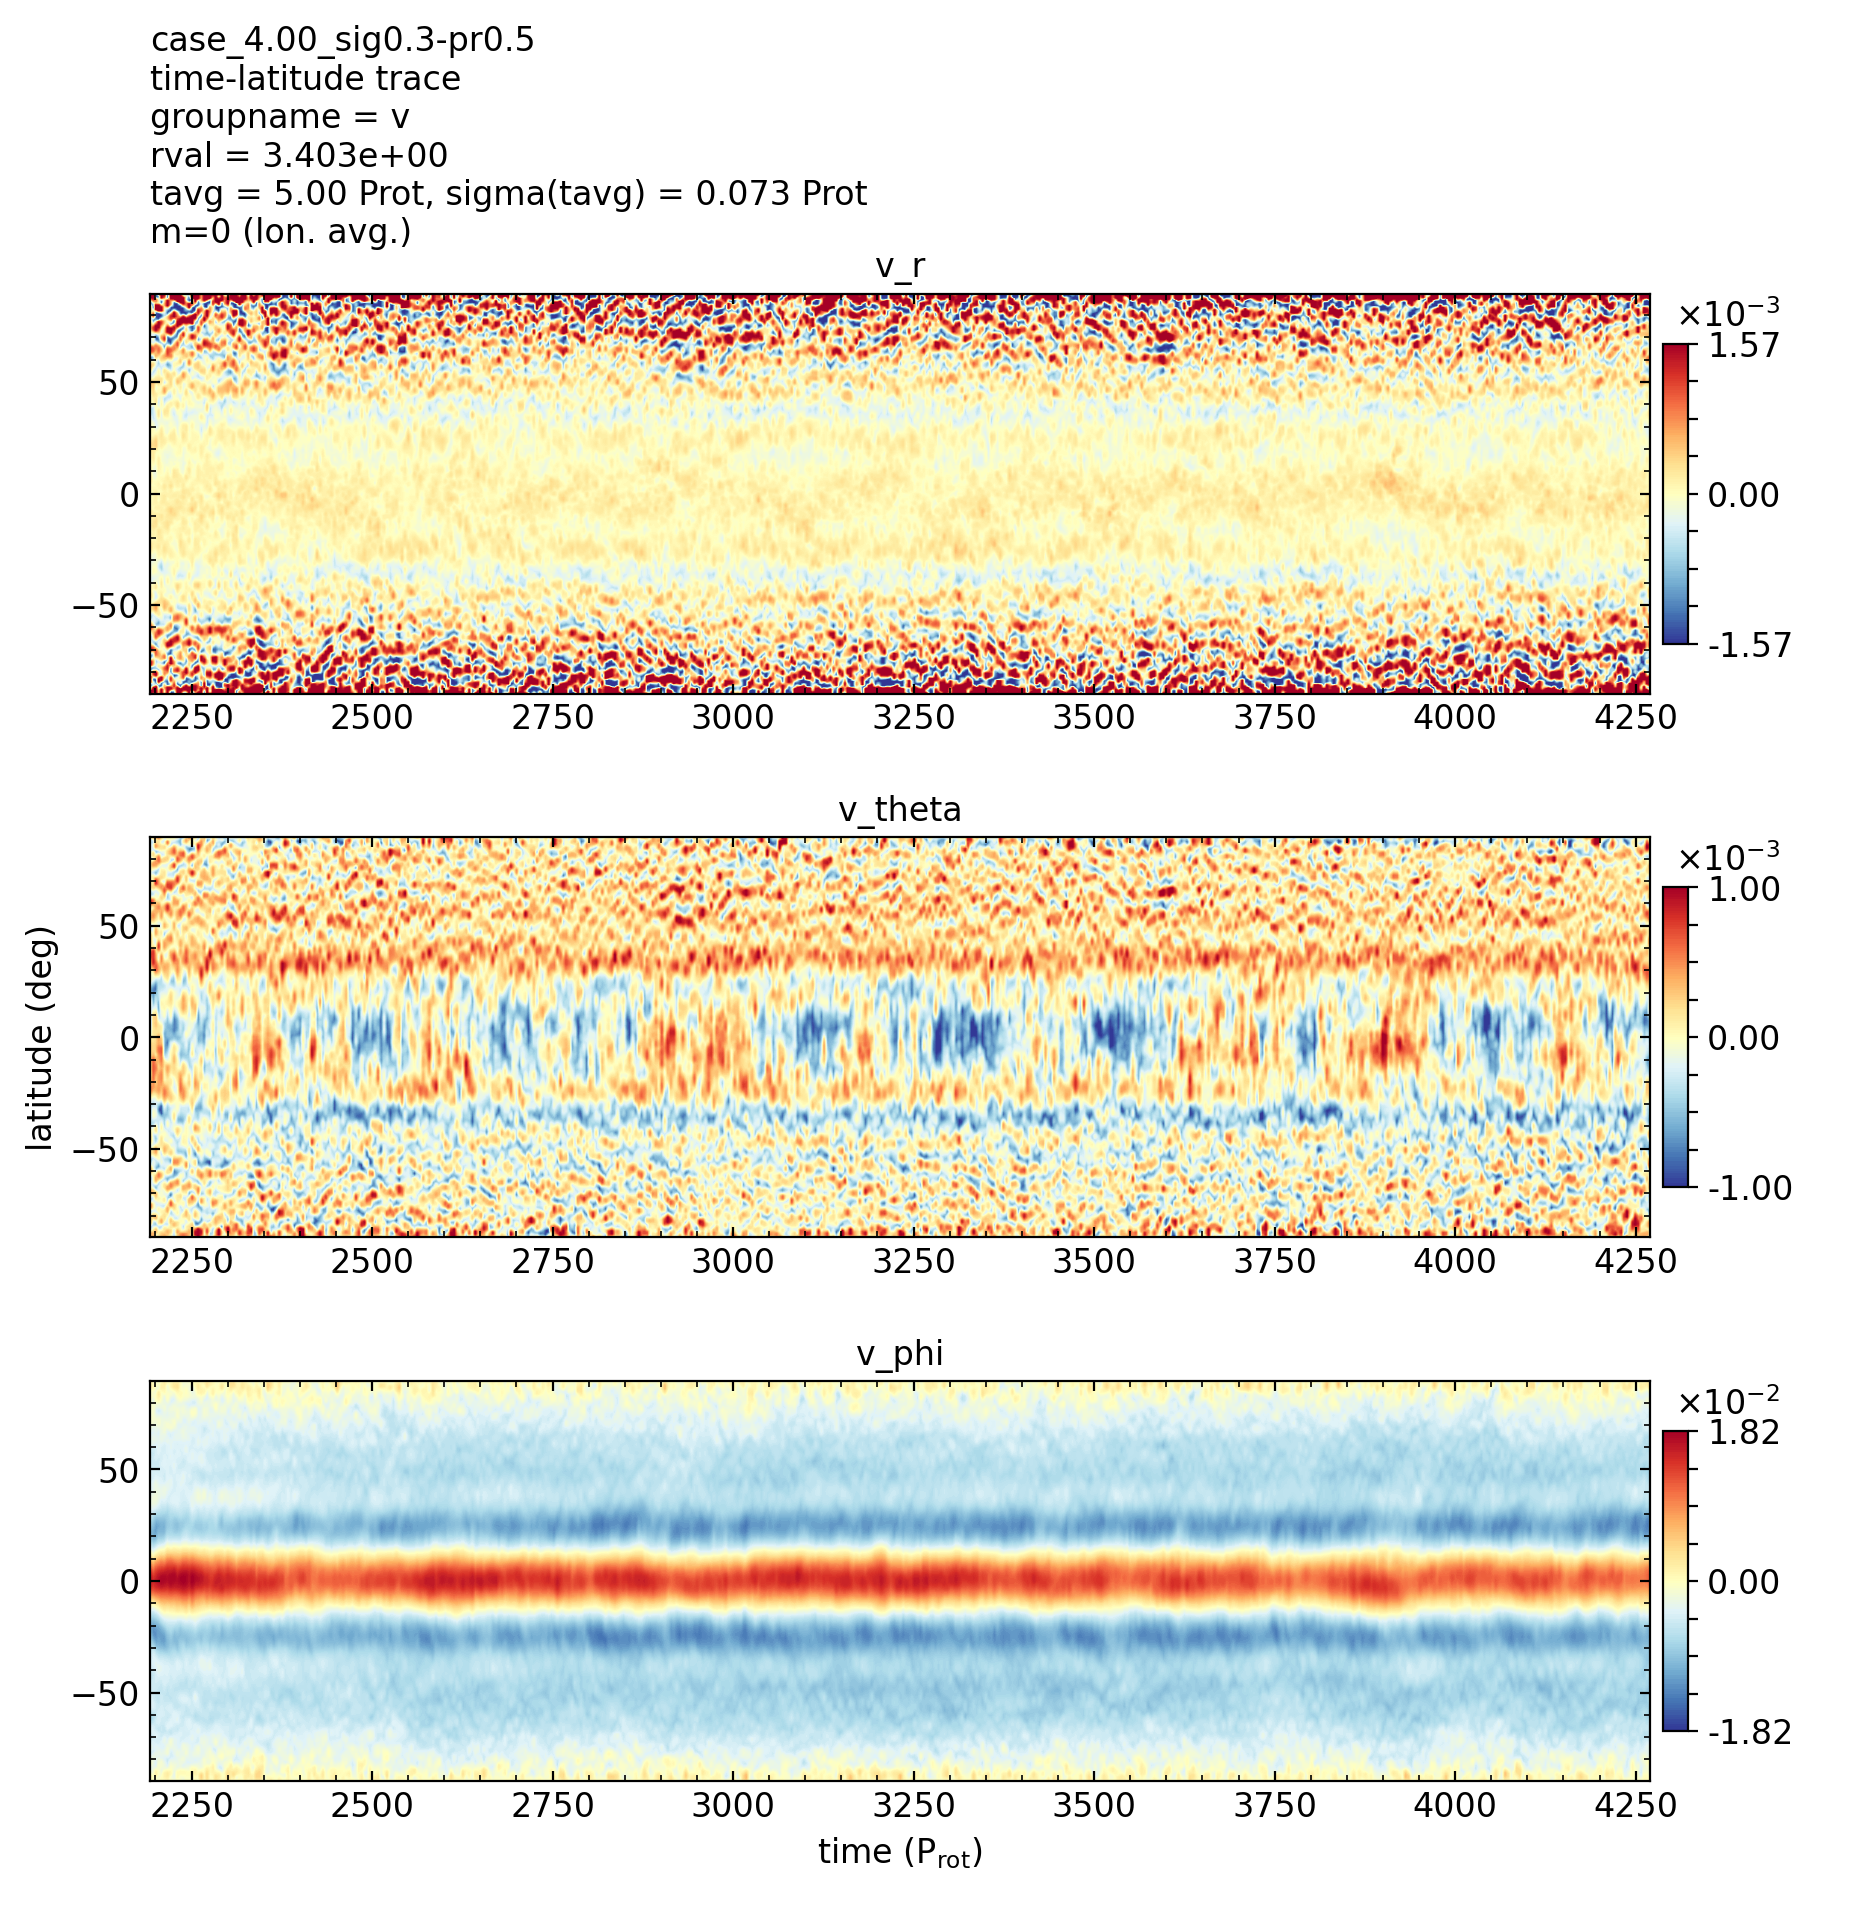 case_4.00_sig0.3-pr0.5
time-latitude trace
groupname = v
rval = 3.403e+00
tavg = 5.00 Prot, sigma(tavg) = 0.073 Prot
m=0 (lon. avg.)
v_r
×10⁻³
1.57
0.00
-1.57
50
0
−50
2250 2500 2750 3000 3250 3500 3750 4000 4250
v_theta
×10⁻³
1.00
0.00
-1.00
latitude (deg)
50
0
−50
2250 2500 2750 3000 3250 3500 3750 4000 4250
v_phi
×10⁻²
1.82
0.00
-1.82
50
0
−50
2250 2500 2750 3000 3250 3500 3750 4000 4250
time (P_rot)